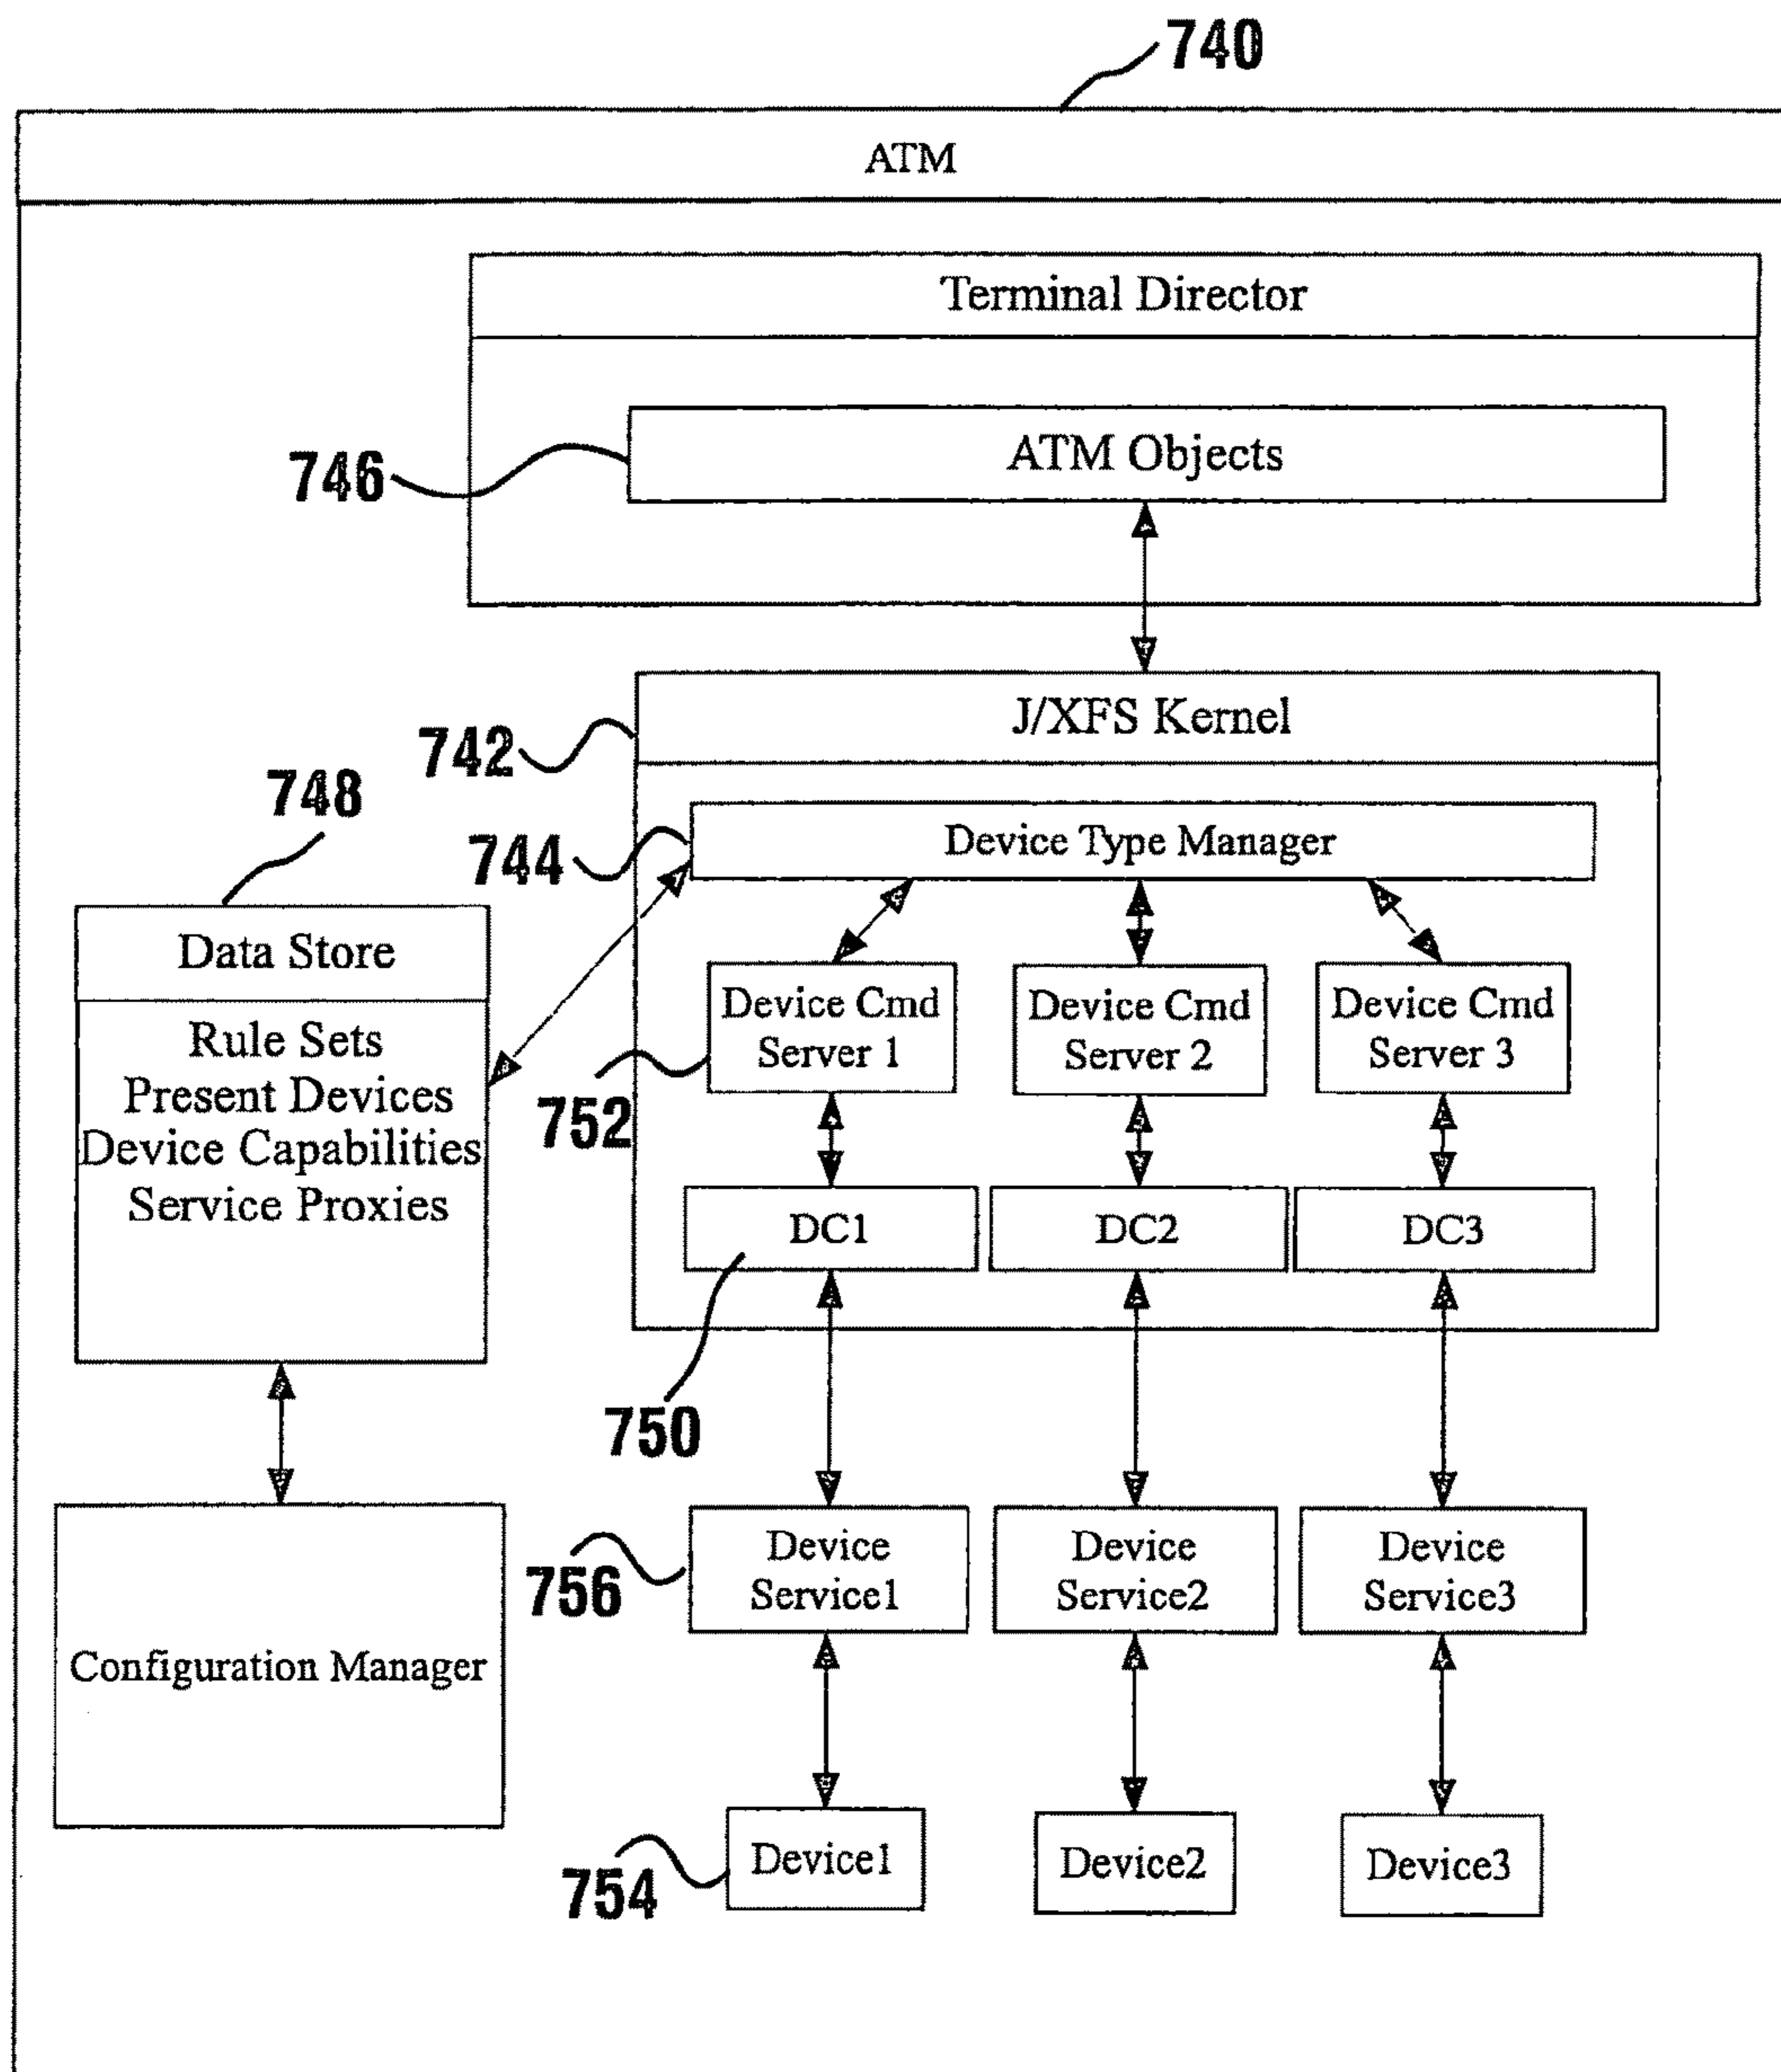 740
ATM
Terminal Director
746
ATM Objects
742
J/XFS Kernel
748
744
Device Type Manager
Data Store
Rule Sets
Present Devices
Device Capabilities
Service Proxies
Device Cmd
Server 1
Device Cmd
Server 2
Device Cmd
Server 3
752
DC1
DC2
DC3
750
Configuration Manager
756
Device
Service1
Device
Service2
Device
Service3
754
Device1
Device2
Device3